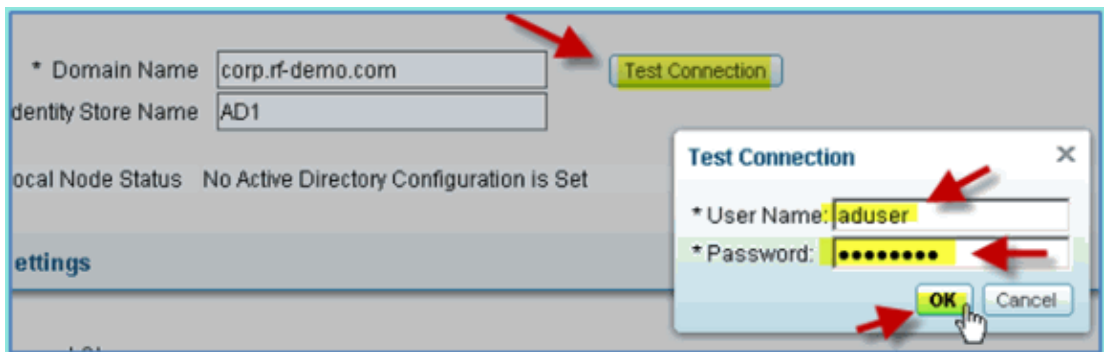 * Domain Name corp.rf-demo.com Test Connection
dentity Store Name AD1
ocal Node Status No Active Directory Configuration is Set
Test Connection
* User Name: aduser
* Password: ••••••••
OK Cancel
ettings